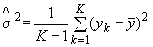 σ̂² = 1/(K−1) ∑_{k=1}^{K} (y_k − ȳ)²